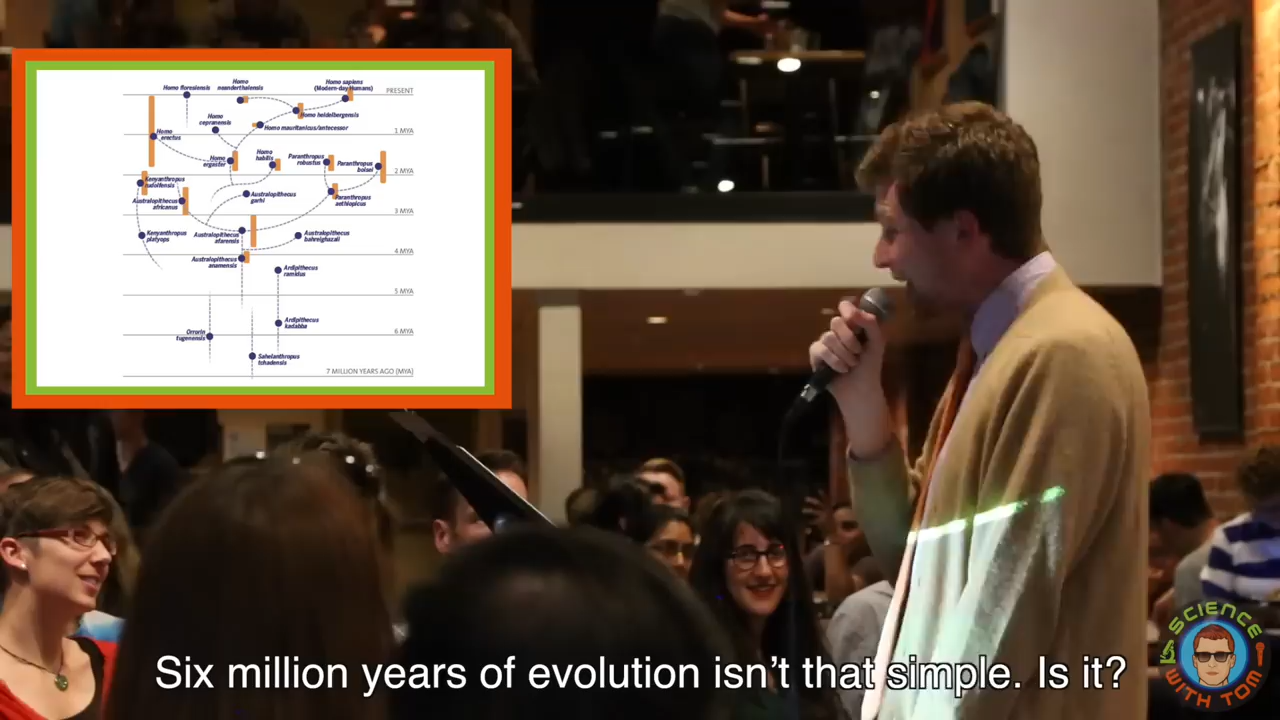 Homo floresiensis
Homo
neanderthalensis
Homo sapiens
(Modern-day Humans)
PRESENT
Homo heidelbergensis
Homo
cepranensis
Homo mauritanicus/antecessor
1 MYA
Homo
erectus
Homo
ergaster
Homo
habilis
Paranthropus
robustus
Paranthropus
boisei
2 MYA
Kenyanthropus
rudolfensis
Australopithecus
africanus
Australopithecus
garhi
Paranthropus
aethiopicus
3 MYA
Kenyanthropus
platyops
Australopithecus
afarensis
Australopithecus
bahrelghazali
4 MYA
Australopithecus
anamensis
Ardipithecus
ramidus
5 MYA
Ardipithecus
kadabba
Orrorin
tugenensis
6 MYA
Sahelanthropus
tchadensis
7 MILLION YEARS AGO (MYA)
Six million years of evolution isn't that simple. Is it?
SCIENCE
WITH TOM